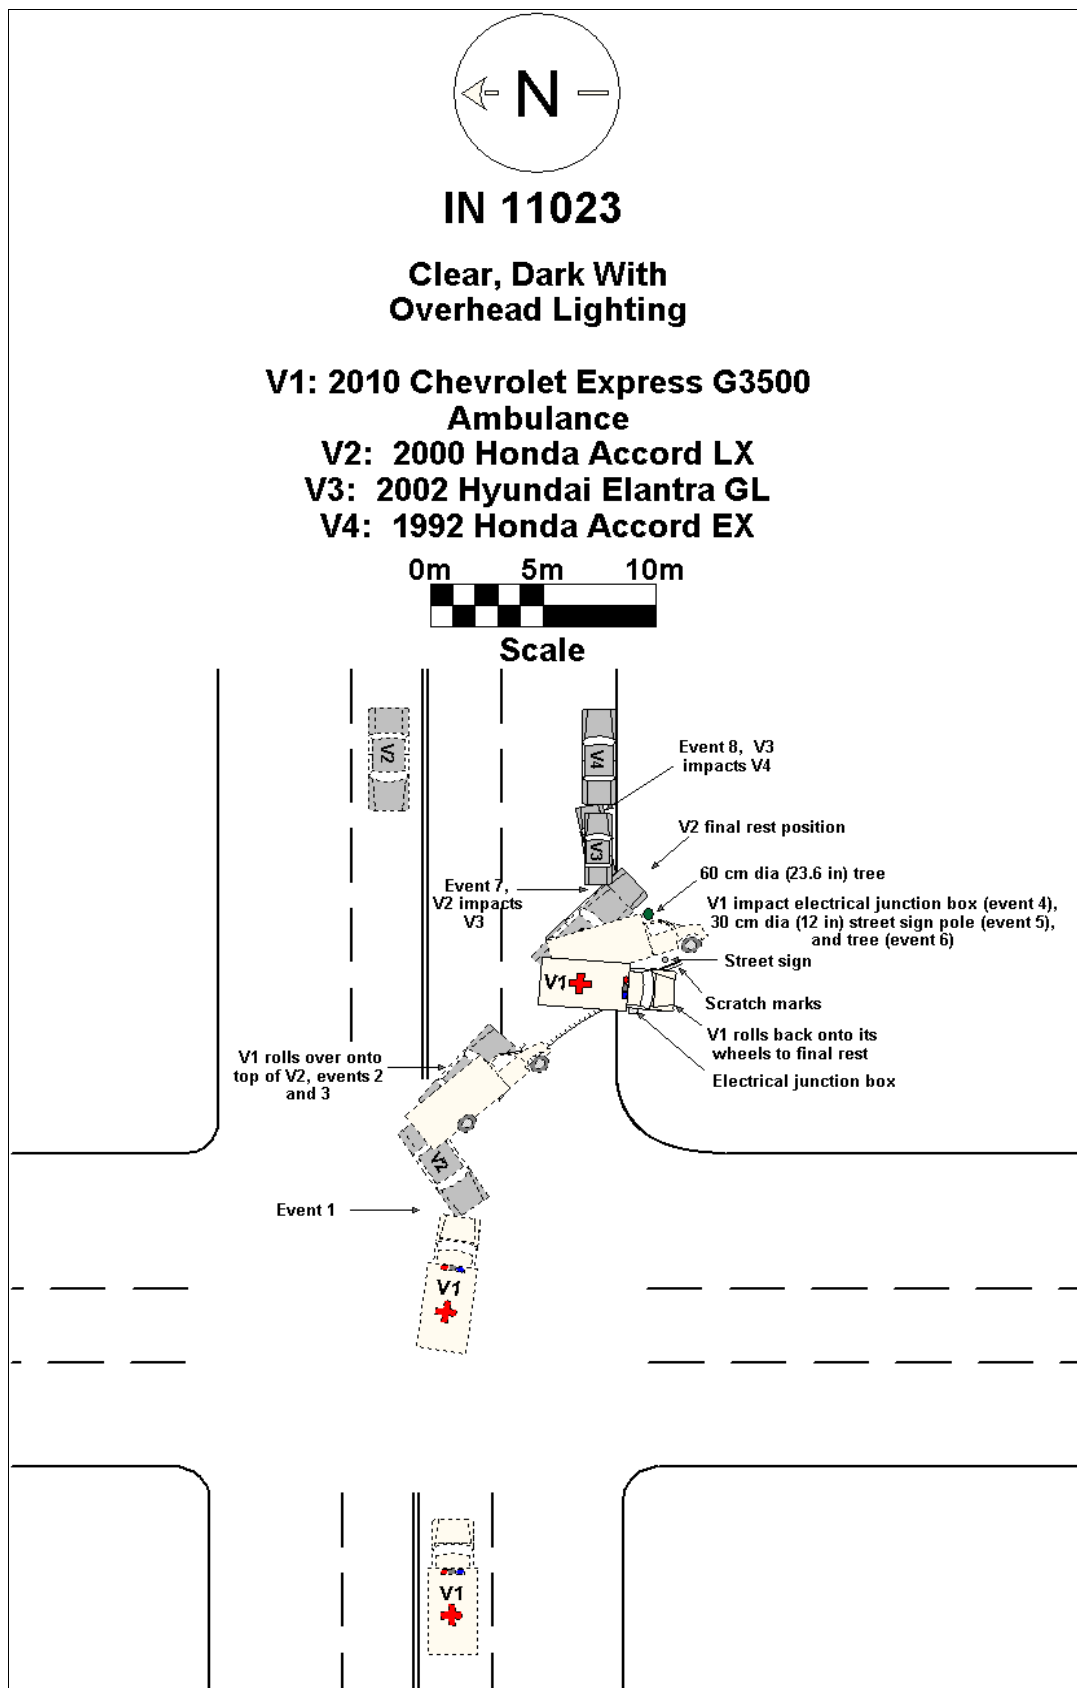 N
IN 11023
Clear, Dark With
Overhead Lighting
V1: 2010 Chevrolet Express G3500
Ambulance
V2: 2000 Honda Accord LX
V3: 2002 Hyundai Elantra GL
V4: 1992 Honda Accord EX
0m 5m 10m
Scale
V2
V4
Event 8, V3
impacts V4
V3
V2 final rest position
60 cm dia (23.6 in) tree
Event 7,
V2 impacts
V3
V1 impact electrical junction box (event 4),
30 cm dia (12 in) street sign pole (event 5),
and tree (event 6)
Street sign
V1
Scratch marks
V1 rolls back onto its
wheels to final rest
V1 rolls over onto
top of V2, events 2
and 3
Electrical junction box
V2
Event 1
V1
V1